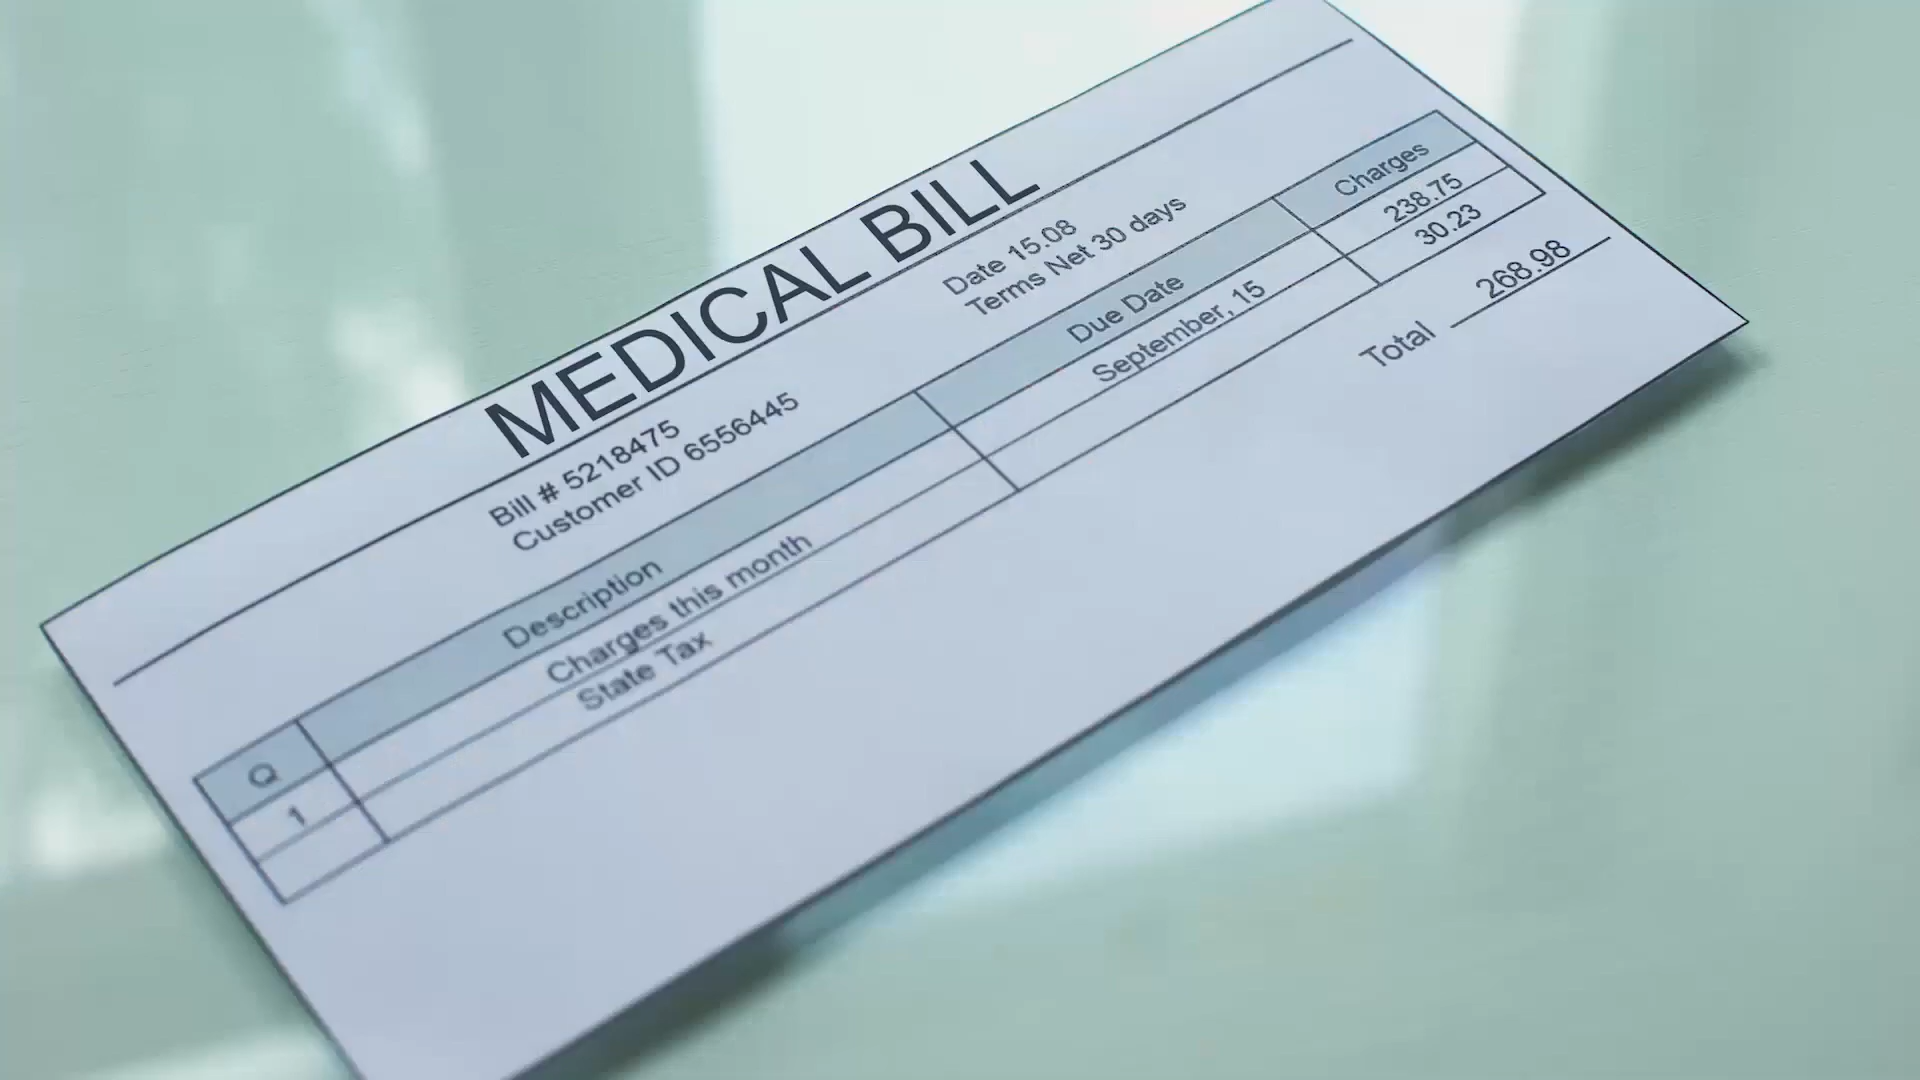 MEDICAL BILL
Bill # 5218475
Customer ID 6556445
Date 15.08
Terms Net 30 days
Q Description Due Date Charges
1 Charges this month September, 15 238.75
State Tax 30.23
Total 268.98